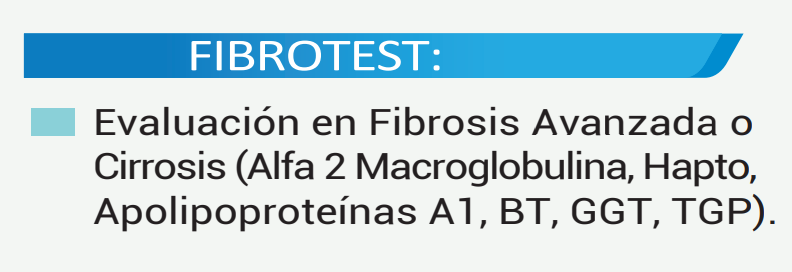 FIBROTEST:
Evaluación en Fibrosis Avanzada o
Cirrosis (Alfa 2 Macroglobulina, Hapto,
Apolipoproteínas A1, BT, GGT, TGP).